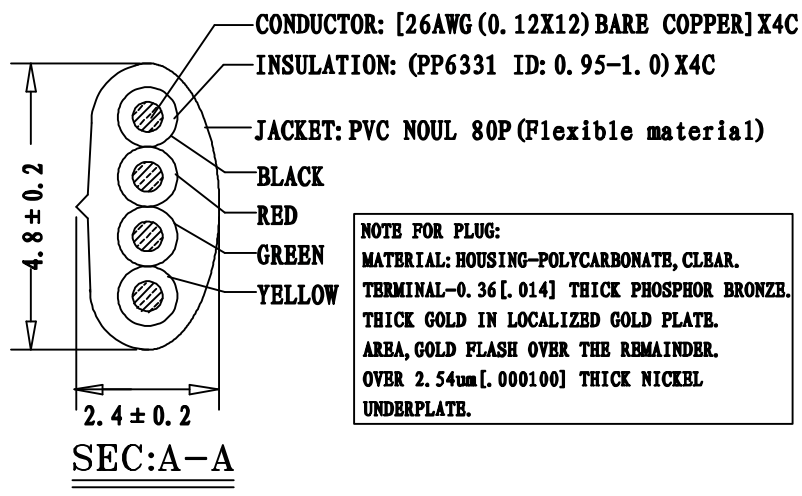 CONDUCTOR: [26AWG(0.12X12)BARE COPPER]X4C
INSULATION: (PP6331 ID:0.95-1.0)X4C
JACKET:PVC NOUL 80P(Flexible material)
BLACK
RED
GREEN
YELLOW
4.8±0.2
2.4±0.2
SEC:A-A
NOTE FOR PLUG:
MATERIAL:HOUSING-POLYCARBONATE,CLEAR.
TERMINAL-0.36[.014] THICK PHOSPHOR BRONZE.
THICK GOLD IN LOCALIZED GOLD PLATE.
AREA,GOLD FLASH OVER THE REMAINDER.
OVER 2.54um[.000100] THICK NICKEL
UNDERPLATE.